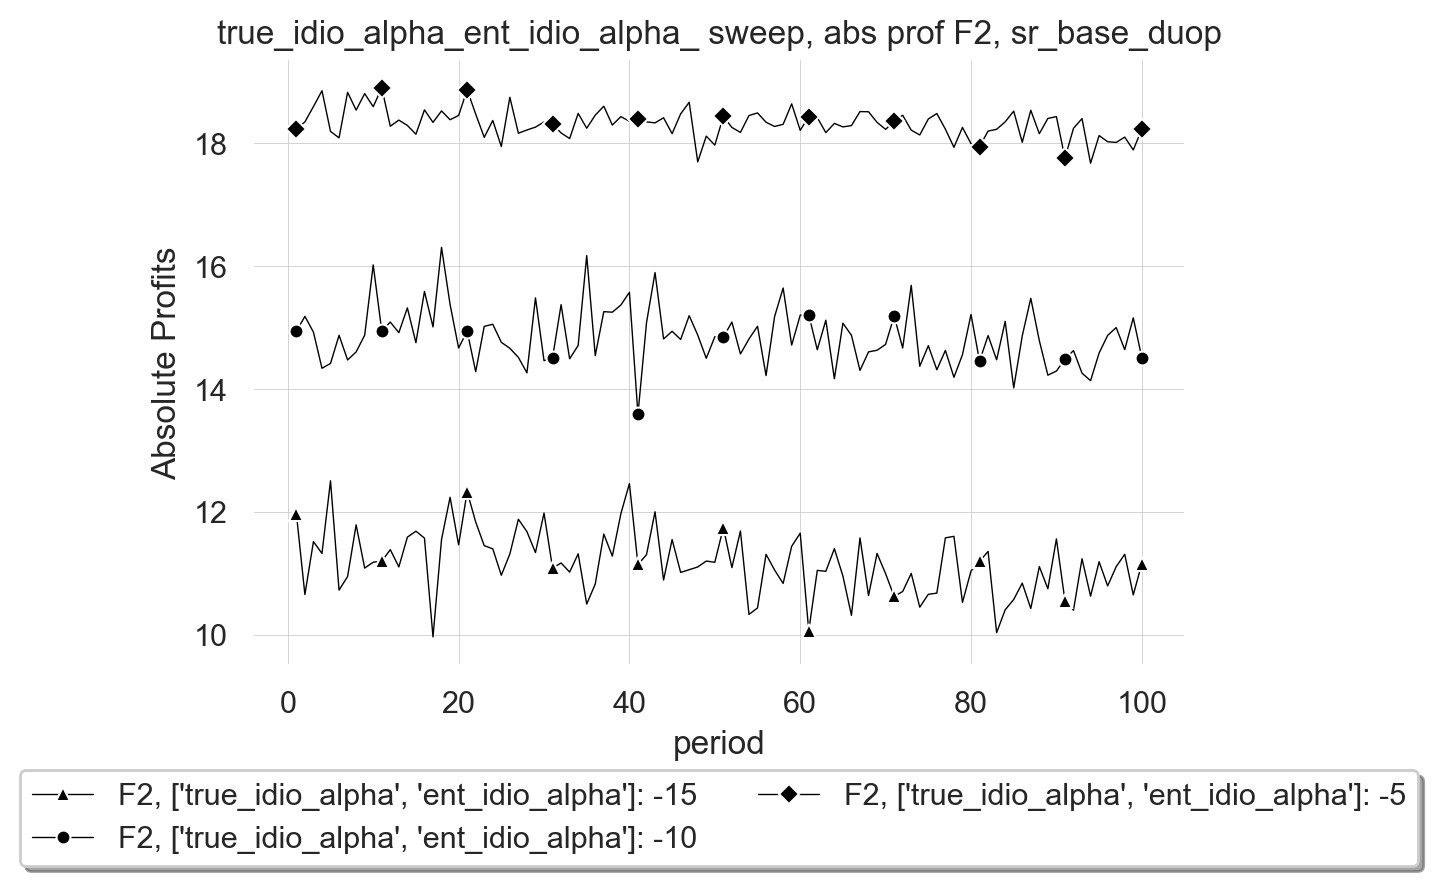 true_idio_alpha_ent_idio_alpha_ sweep, abs prof F2, sr_base_duop
18
16
14
12
10
Absolute Profits
0 20 40 60 80 100
period
F2, ['true_idio_alpha', 'ent_idio_alpha']: -15
F2, ['true_idio_alpha', 'ent_idio_alpha']: -10
F2, ['true_idio_alpha', 'ent_idio_alpha']: -5